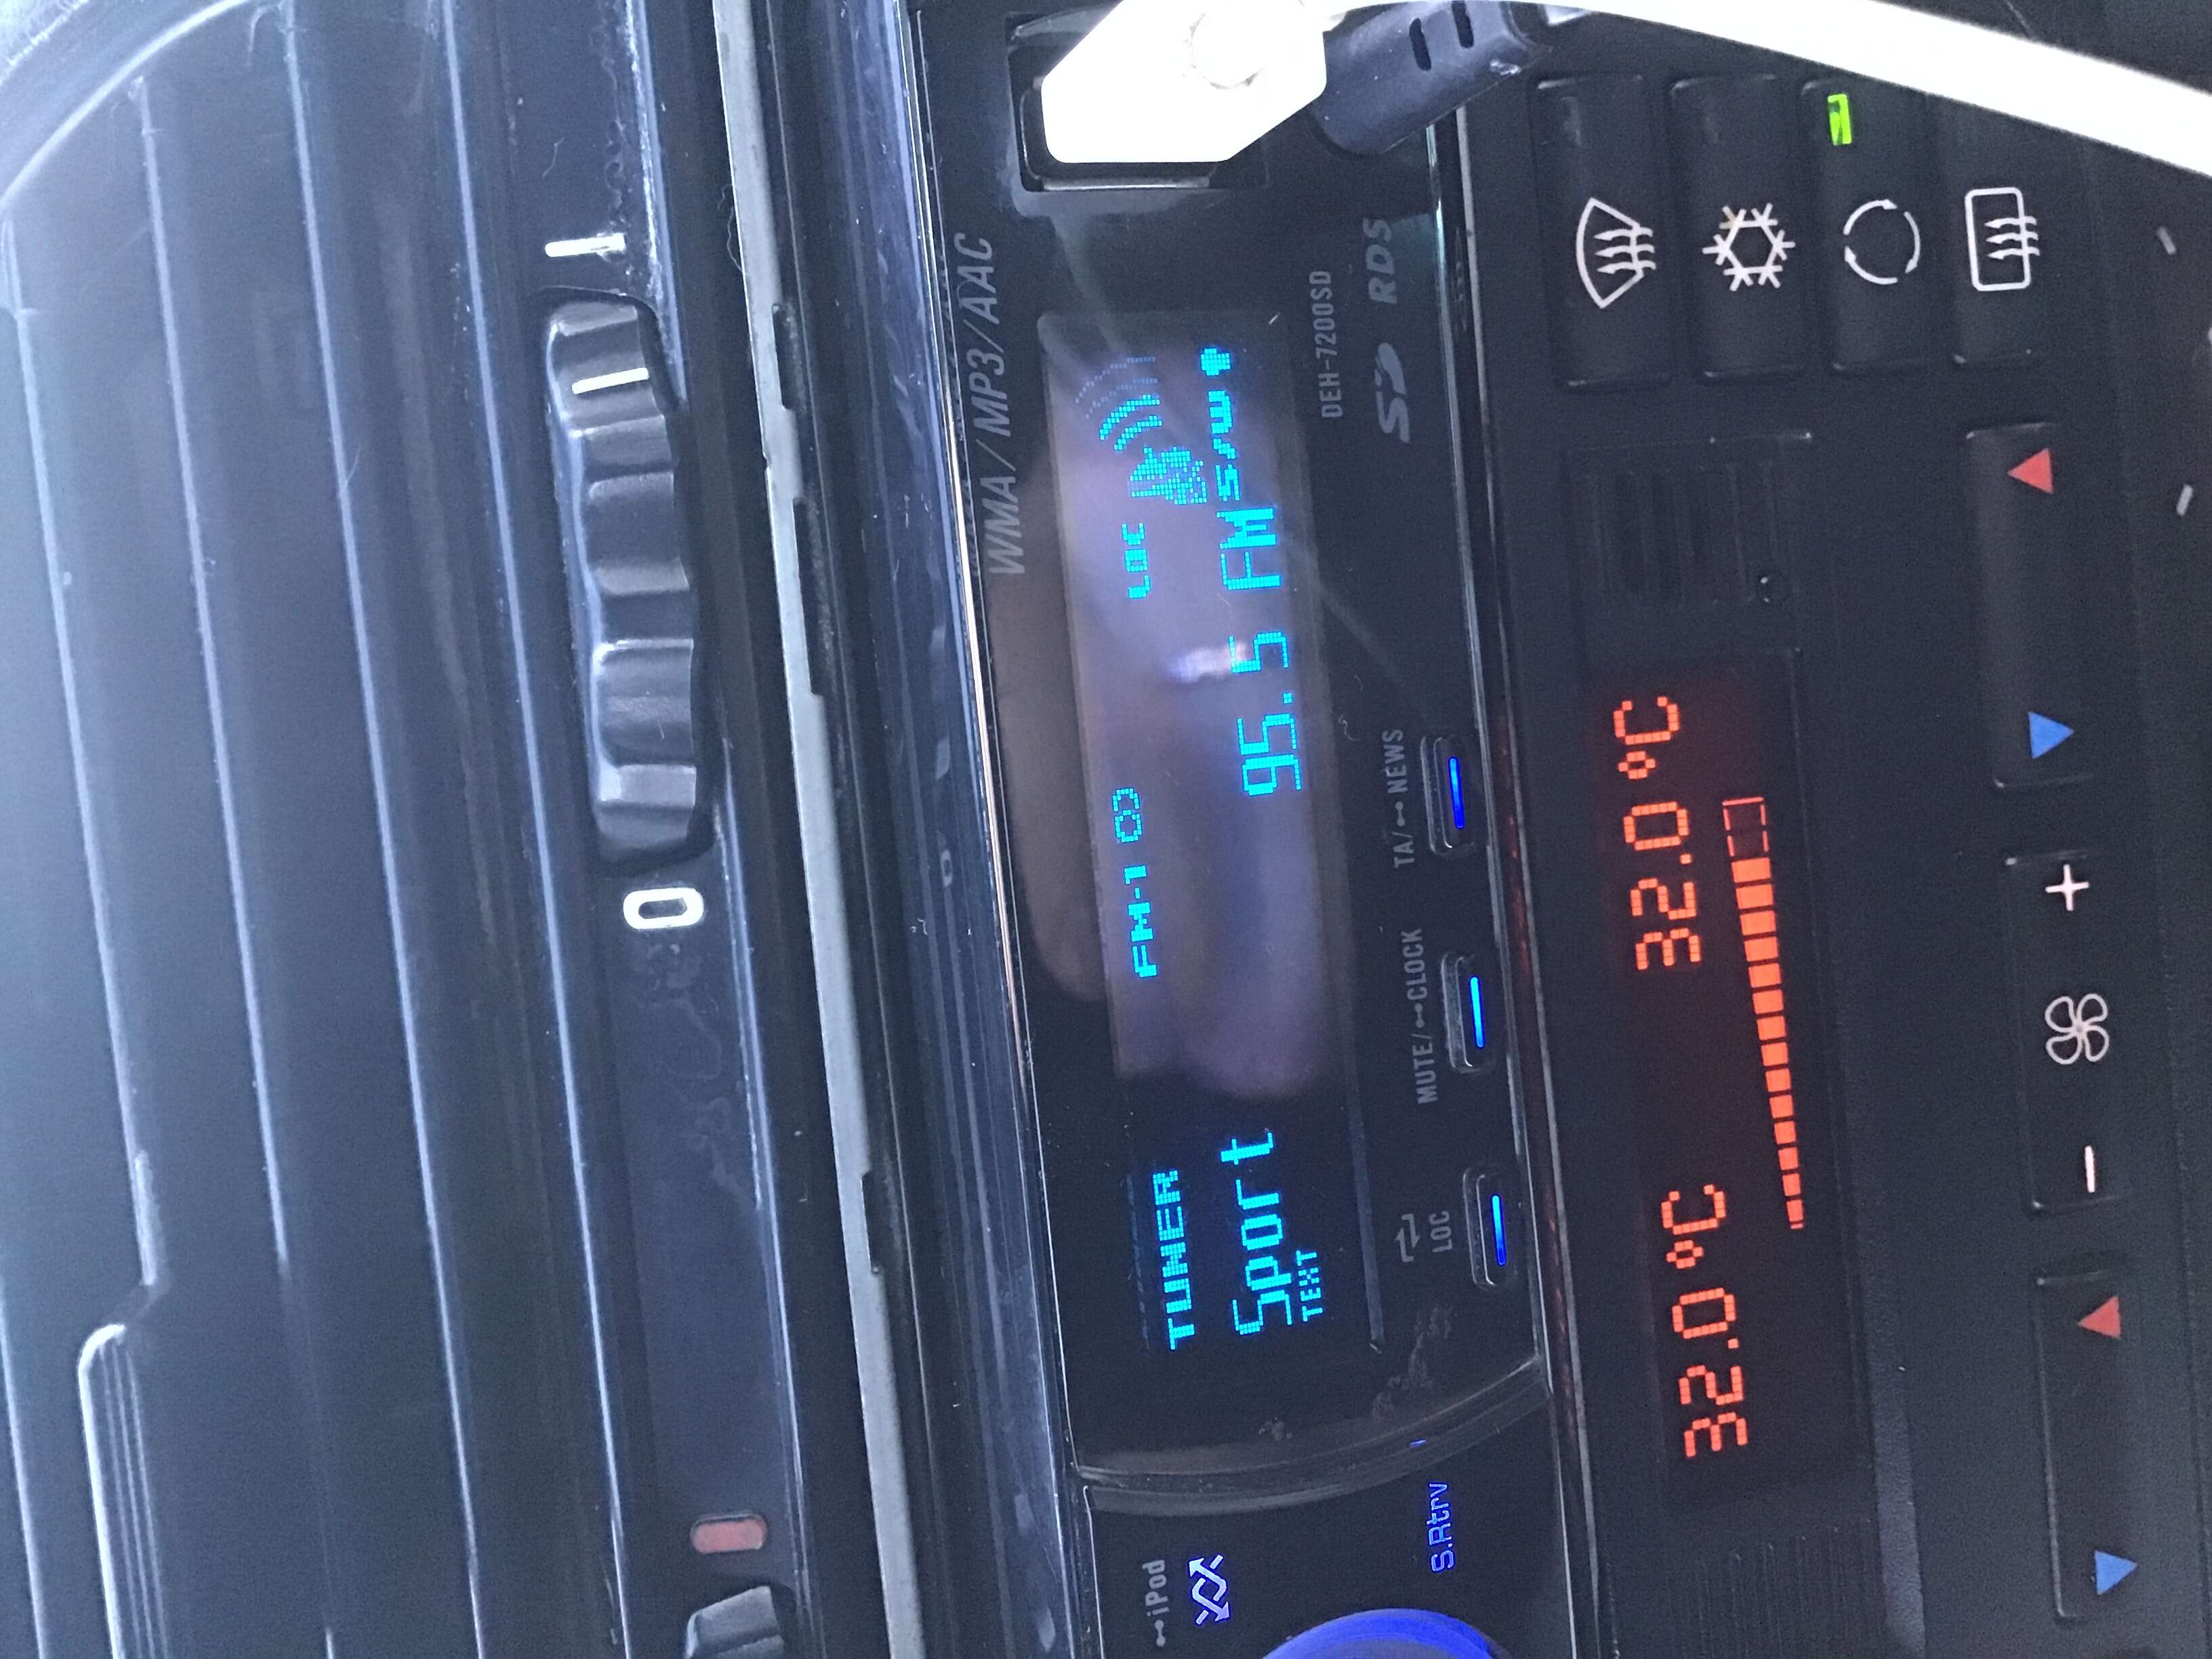 I
0
WMA/MP3/AAC
TUNER
FM-1
LOC
Sport
95.5 FM
S/W
TEXT
DEH-7200SD
SD RDS
iPod
S.Rtrv
LOC
MUTE/CLOCK
TA/NEWS
32.0 °C
32.0 °C
- +